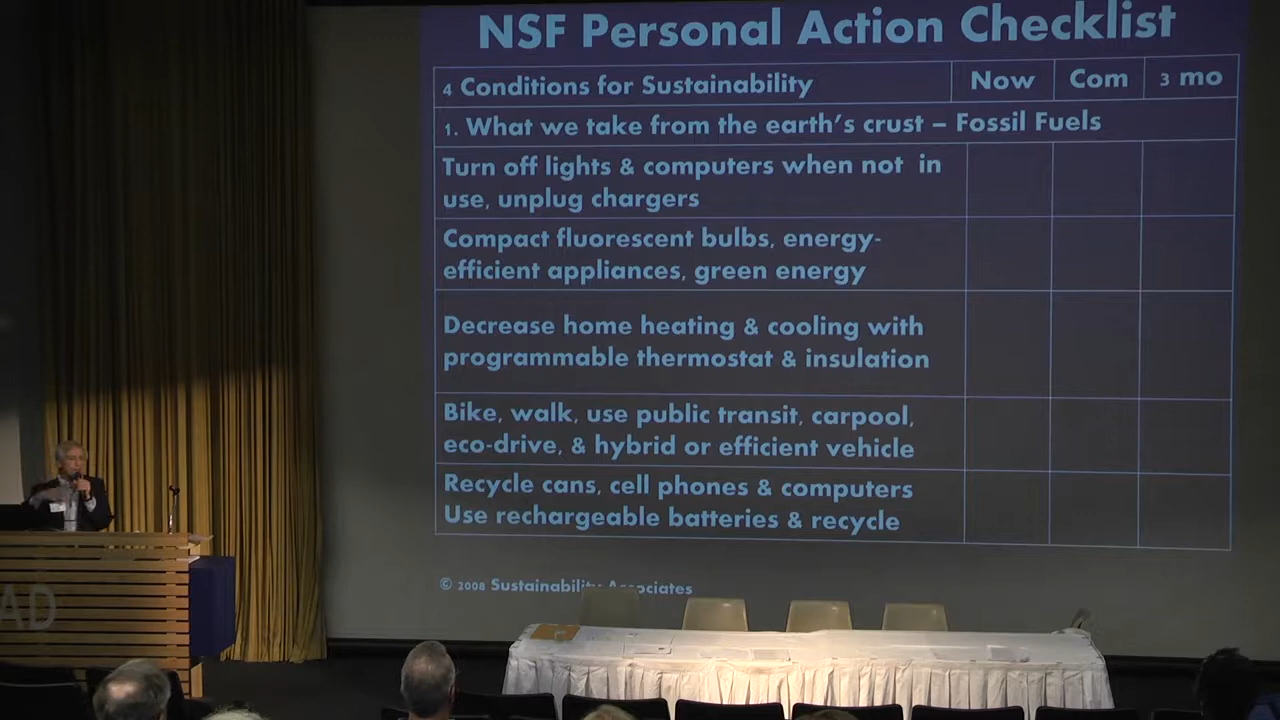 NSF Personal Action Checklist
4 Conditions for Sustainability Now Com 3 mo
1. What we take from the earth's crust – Fossil Fuels
Turn off lights & computers when not in
use, unplug chargers
Compact fluorescent bulbs, energy-
efficient appliances, green energy
Decrease home heating & cooling with
programmable thermostat & insulation
Bike, walk, use public transit, carpool,
eco-drive, & hybrid or efficient vehicle
Recycle cans, cell phones & computers
Use rechargeable batteries & recycle
© 2008 Sustainability Associates
AD